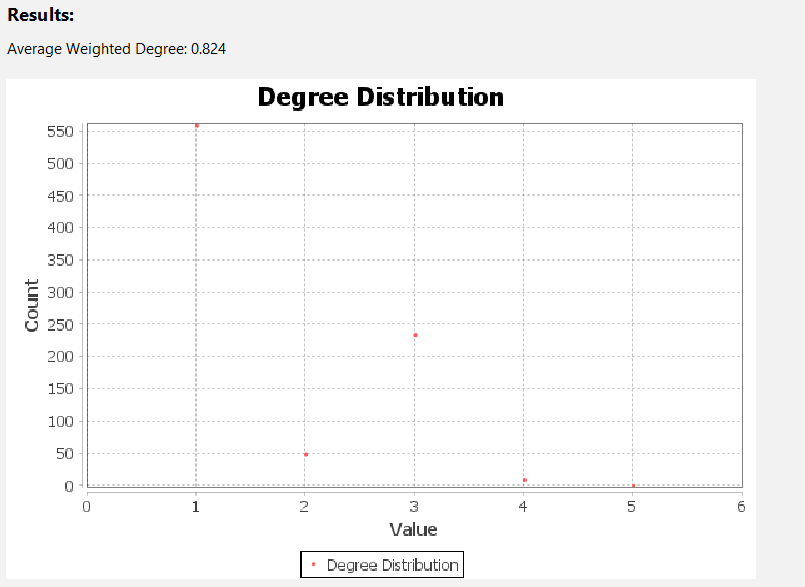 Results:
Average Weighted Degree: 0.824
Degree Distribution
550
500
450
400
350
300
250
200
150
100
50
0
Count
0 1 2 3 4 5 6
Value
Degree Distribution